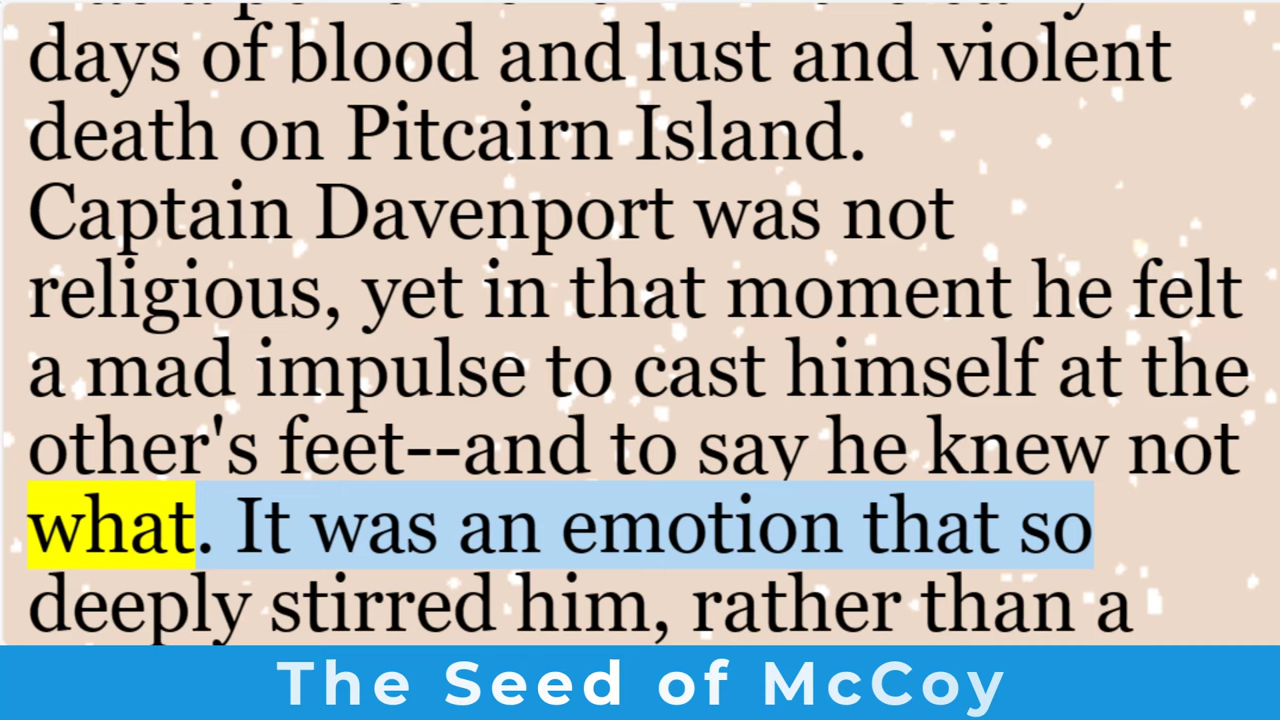 days of blood and lust and violent
death on Pitcairn Island.
Captain Davenport was not
religious, yet in that moment he felt
a mad impulse to cast himself at the
other's feet--and to say he knew not
what. It was an emotion that so
deeply stirred him, rather than a
The Seed of McCoy